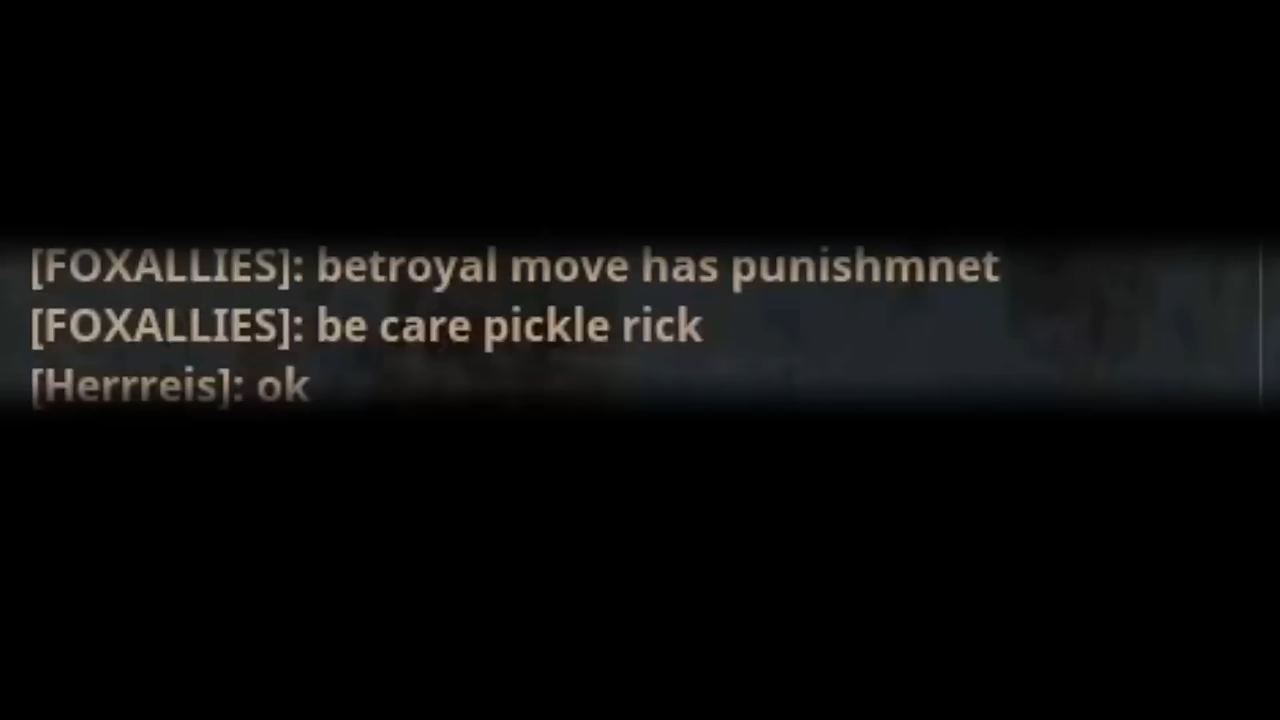 [FOXALLIES]: betroyal move has punishmnet
[FOXALLIES]: be care pickle rick
[Herrreis]: ok